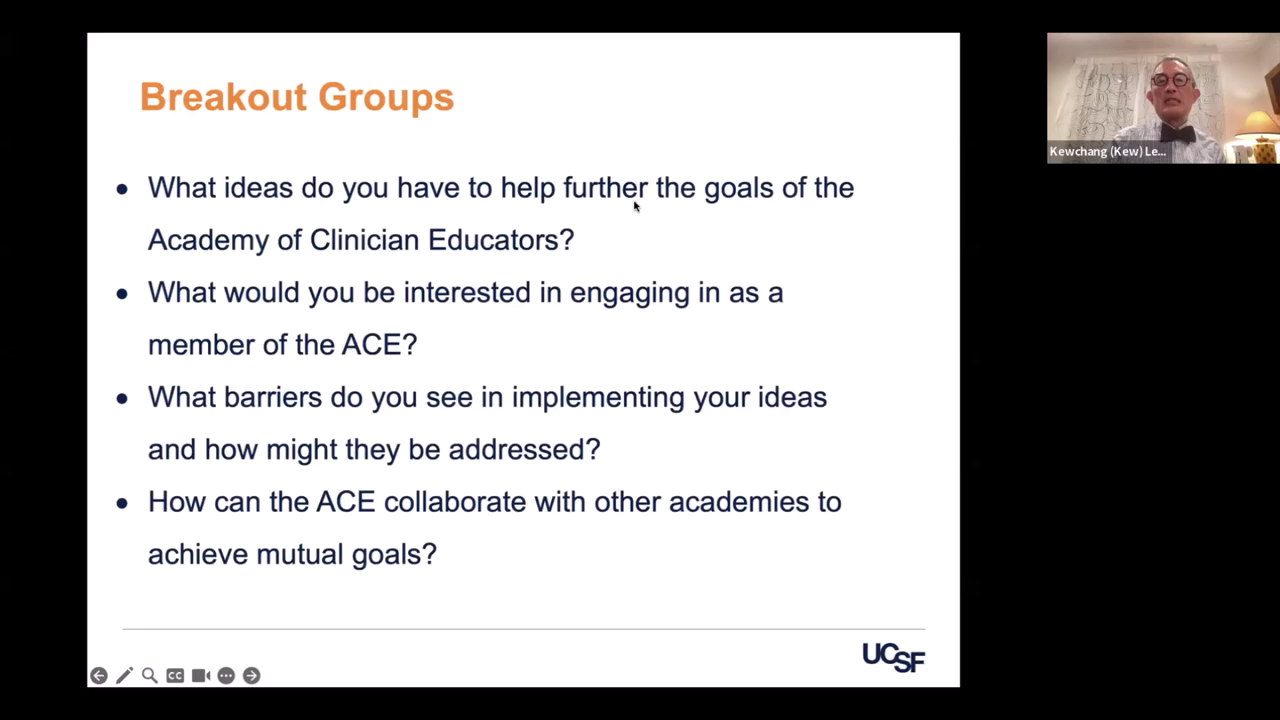 Breakout Groups
Kewchang (Kew) Le...
• What ideas do you have to help further the goals of the
Academy of Clinician Educators?
• What would you be interested in engaging in as a
member of the ACE?
• What barriers do you see in implementing your ideas
and how might they be addressed?
• How can the ACE collaborate with other academies to
achieve mutual goals?
UCSF
CC